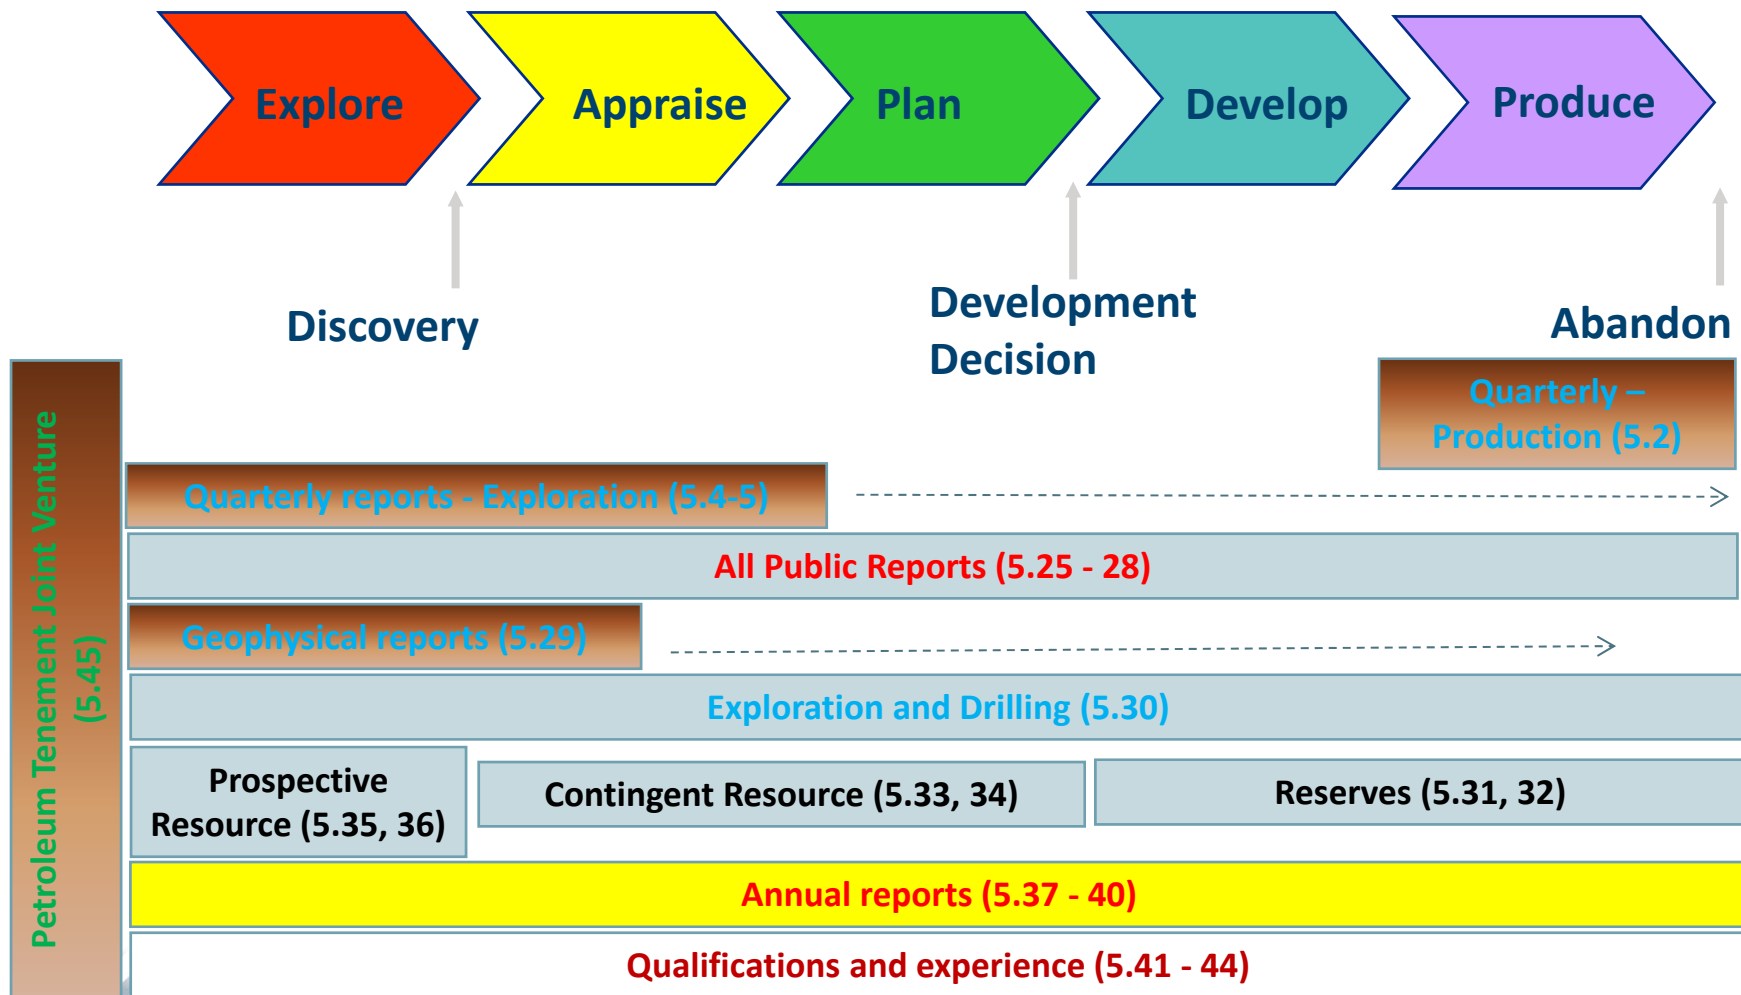 Explore
Appraise
Plan
Develop
Produce
Discovery
Development
Decision
Abandon
Petroleum Tenement Joint Venture
(5.45)
Quarterly –
Production (5.2)
Quarterly reports - Exploration (5.4-5)
All Public Reports (5.25 - 28)
Geophysical reports (5.29)
Exploration and Drilling (5.30)
Prospective
Resource (5.35, 36)
Contingent Resource (5.33, 34)
Reserves (5.31, 32)
Annual reports (5.37 - 40)
Qualifications and experience (5.41 - 44)